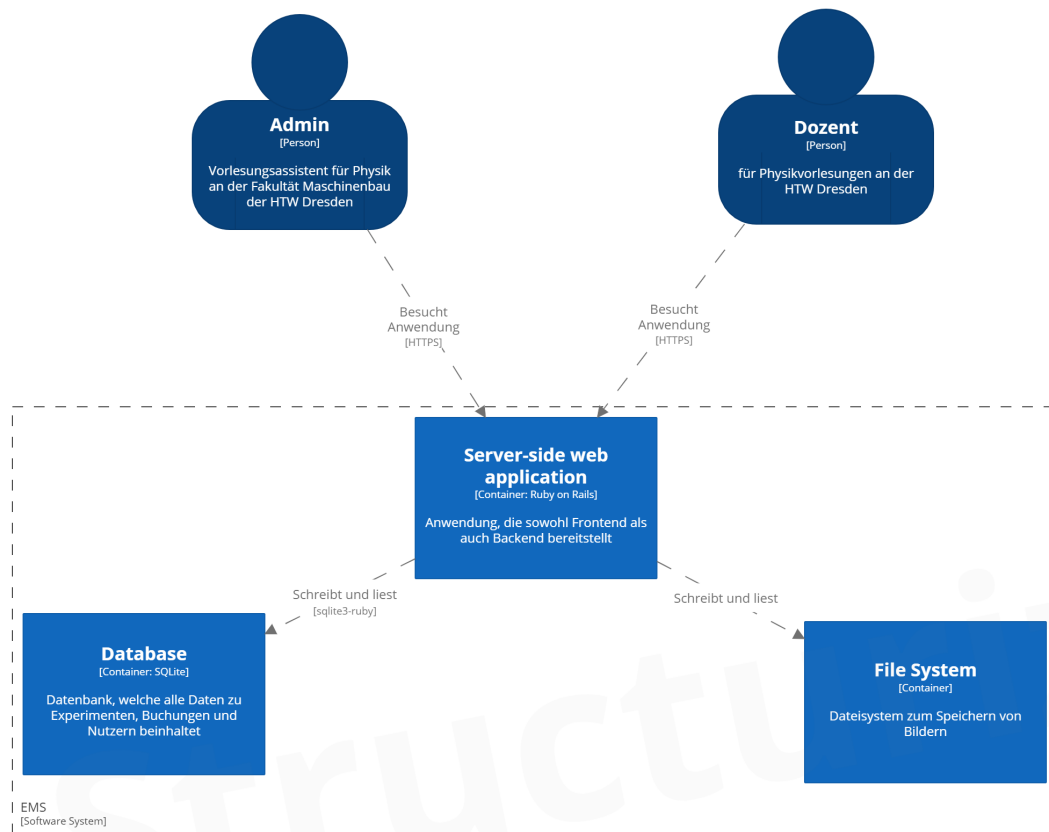 Admin
[Person]
Vorlesungsassistent für Physik
an der Fakultät Maschinenbau
der HTW Dresden
Dozent
[Person]
für Physikvorlesungen an der
HTW Dresden
Besucht
Anwendung
[HTTPS]
Besucht
Anwendung
[HTTPS]
Server-side web
application
[Container: Ruby on Rails]
Anwendung, die sowohl Frontend als
auch Backend bereitstellt
Schreibt und liest
[sqlite3-ruby]
Schreibt und liest
Database
[Container: SQLite]
Datenbank, welche alle Daten zu
Experimenten, Buchungen und
Nutzern beinhaltet
File System
[Container]
Dateisystem zum Speichern von
Bildern
EMS
[Software System]
Structuri